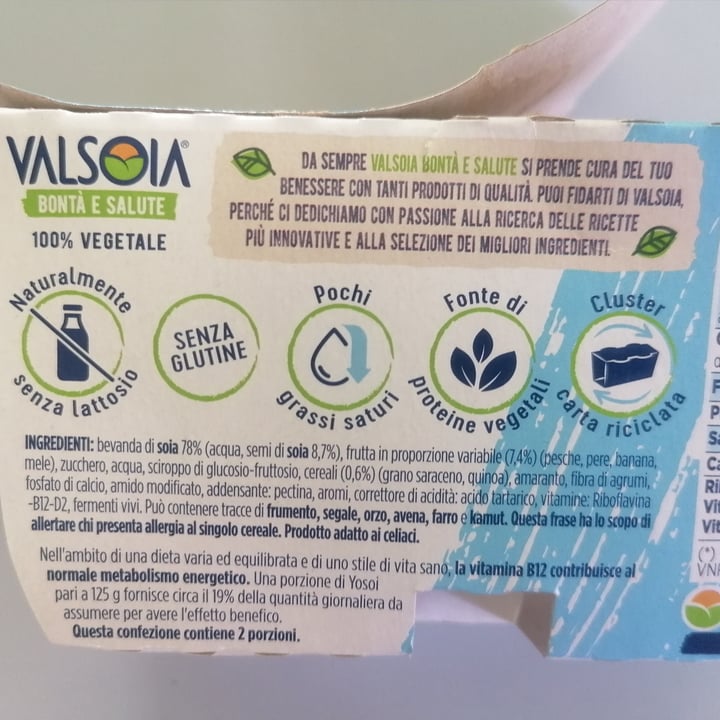 VALSOIA®
BONTÀ E SALUTE
100% VEGETALE
DA SEMPRE VALSOIA BONTÀ E SALUTE SI PRENDE CURA DEL TUO
BENESSERE CON TANTI PRODOTTI DI QUALITÀ. PUOI FIDARTI DI VALSOIA,
PERCHÉ CI DEDICHIAMO CON PASSIONE ALLA RICERCA DELLE RICETTE
PIÙ INNOVATIVE E ALLA SELEZIONE DEI MIGLIORI INGREDIENTI.
Naturalmente
senza lattosio
SENZA
GLUTINE
Pochi
grassi saturi
Fonte di
proteine vegetali
Cluster
carta riciclata
INGREDIENTI: bevanda di soia 78% (acqua, semi di soia 8,7%), frutta in proporzione variabile (7,4%) (pesche, pere, banana,
mele), zucchero, acqua, sciroppo di glucosio-fruttosio, cereali (0,6%) (grano saraceno, quinoa), amaranto, fibra di agrumi,
fosfato di calcio, amido modificato, addensante: pectina, aromi, correttore di acidità: acido tartarico, vitamine: Riboflavina
-B12-D2, fermenti vivi. Può contenere tracce di frumento, segale, orzo, avena, farro e kamut. Questa frase ha lo scopo di
allertare chi presenta allergia al singolo cereale. Prodotto adatto ai celiaci.
Nell'ambito di una dieta varia ed equilibrata e di uno stile di vita sano, la vitamina B12 contribuisce al
normale metabolismo energetico. Una porzione di Yosoi
pari a 125 g fornisce circa il 19% della quantità giornaliera da
assumere per avere l'effetto benefico.
Questa confezione contiene 2 porzioni.
(*)